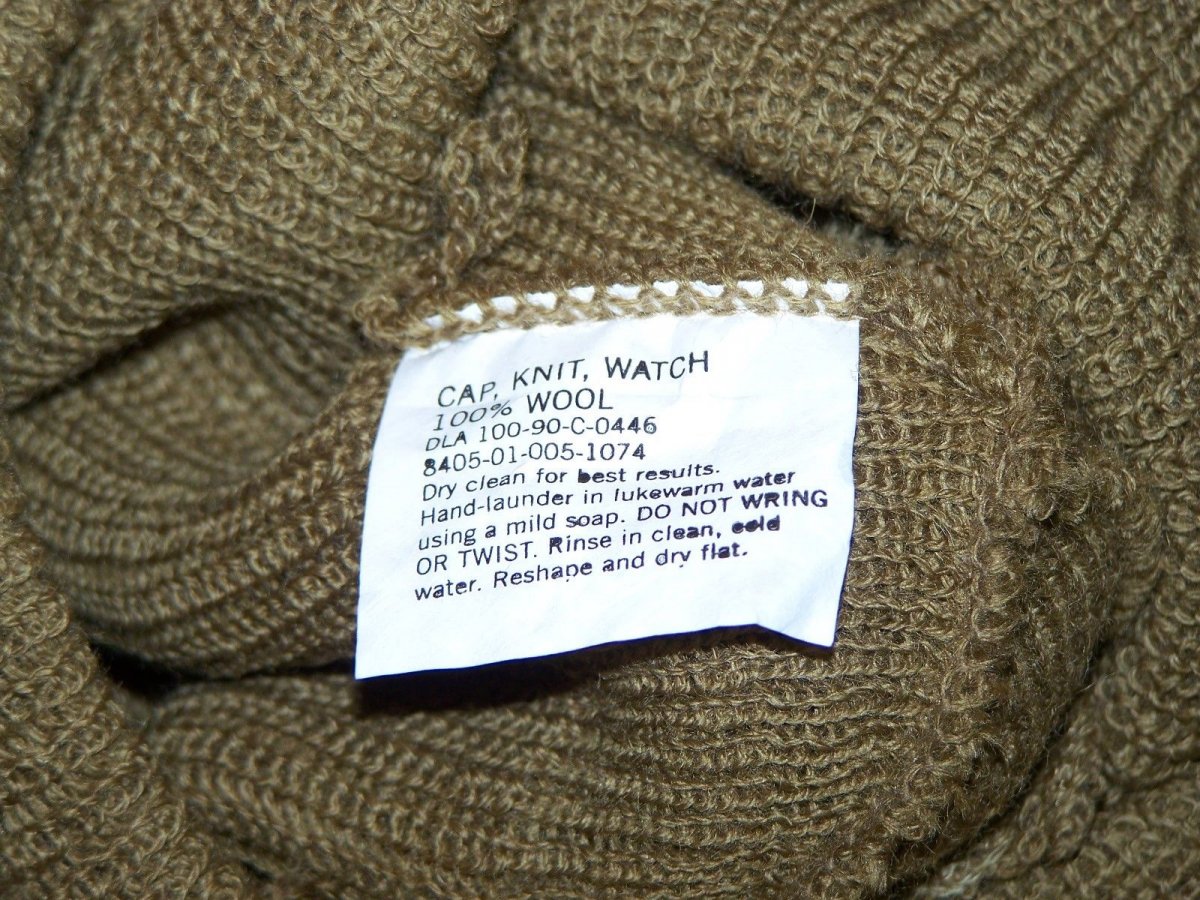 CAP, KNIT, WATCH
100% WOOL
DLA 100-90-C-0446
8405-01-005-1074
Dry clean for best results.
Hand-launder in lukewarm water
using a mild soap. DO NOT WRING
OR TWIST. Rinse in clean, cold
water. Reshape and dry flat.